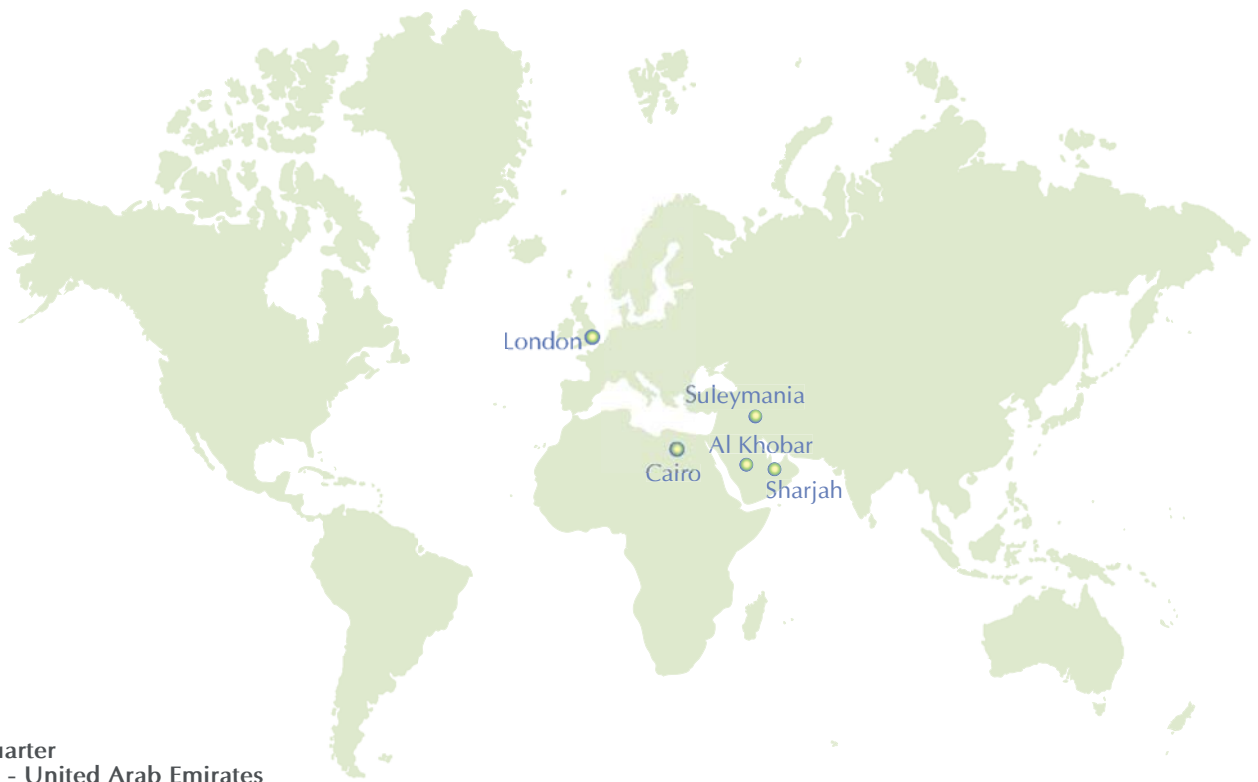 London
Suleymania
Al Khobar
Cairo
Sharjah
uarter
- United Arab Emirates